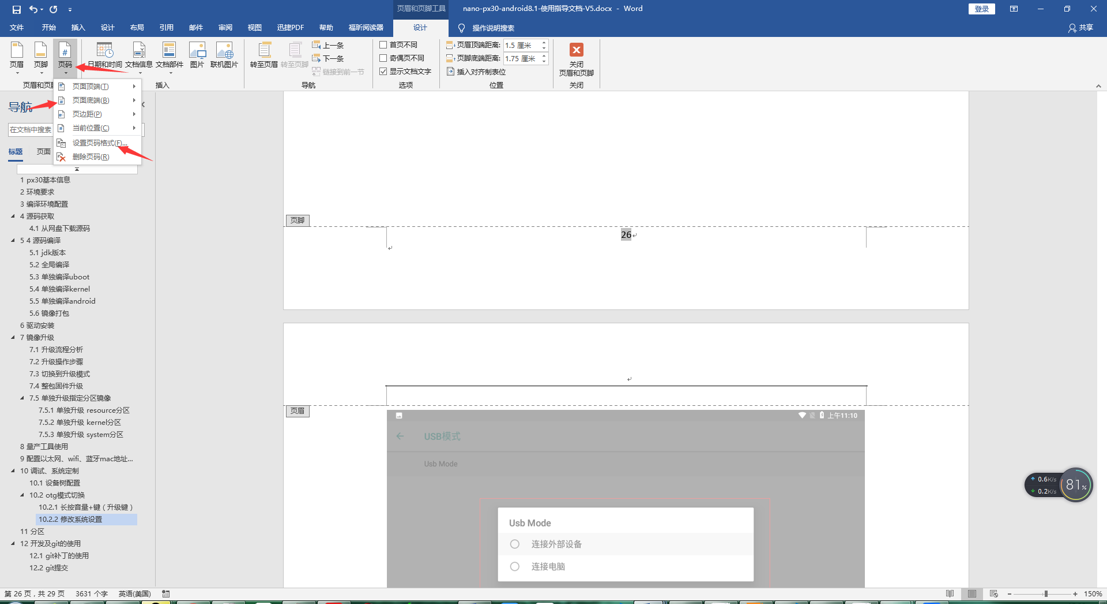 页眉和页脚工具
nano-px30-android8.1-使用指导文档-V5.docx - Word
登录
文件 开始 插入 设计 布局 引用 邮件 审阅 视图 迅捷PDF 帮助 福昕阅读器 设计 操作说明搜索 共享
页眉 页脚 页码 日期和时间 文档信息 文档部件 图片 联机图片 转至页眉 转至页脚
上一条
下一条
链接到前一节
首页不同
奇偶页不同
显示文档文字
页眉顶端距离: 1.5 厘米
页脚底端距离: 1.75 厘米
插入对齐制表位
关闭
页眉和页脚
插入 导航 选项 位置 关闭
页面顶端(T)
页面底端(B)
页边距(P)
当前位置(C)
设置页码格式(F)...
删除页码(R)
导航
在文档中搜索
标题 页面
1 px30基本信息
2 环境要求
3 编译环境配置
4 源码获取
4.1 从网盘下载源码
5 4 源码编译
5.1 jdk版本
5.2 全局编译
5.3 单独编译uboot
5.4 单独编译kernel
5.5 单独编译android
5.6 镜像打包
6 驱动安装
7 镜像升级
7.1 升级流程分析
7.2 升级操作步骤
7.3 切换到升级模式
7.4 整包固件升级
7.5 单独升级指定分区镜像
7.5.1 单独升级 resource分区
7.5.2 单独升级 kernel分区
7.5.3 单独升级 system分区
8 量产工具使用
9 配置以太网、wifi、蓝牙mac地址...
10 调试、系统定制
10.1 设备树配置
10.2 otg模式切换
10.2.1 长按音量+键（升级键）
10.2.2 修改系统设置
11 分区
12 开发及git的使用
12.1 git补丁的使用
12.2 git提交
页脚
26
页眉
上午11:10
USB模式
Usb Mode
Usb Mode
连接外部设备
连接电脑
0.6K/s
0.2K/s
81%
第 26 页，共 29 页 3631 个字 英语(美国)
150%